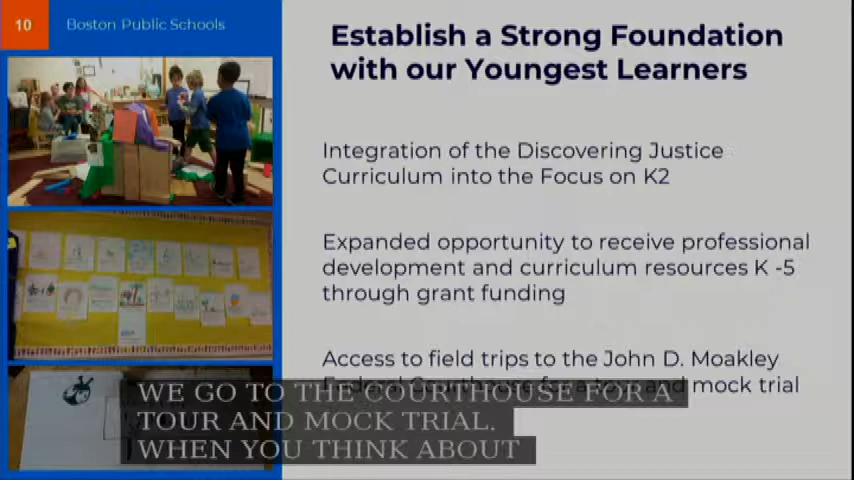 10
Boston Public Schools
Establish a Strong Foundation
with our Youngest Learners
Integration of the Discovering Justice
Curriculum into the Focus on K2
Expanded opportunity to receive professional
development and curriculum resources K -5
through grant funding
Access to field trips to the John D. Moakley
Federal Courthouse for a tour and mock trial
WE GO TO THE COURTHOUSE FOR A
TOUR AND MOCK TRIAL.
WHEN YOU THINK ABOUT